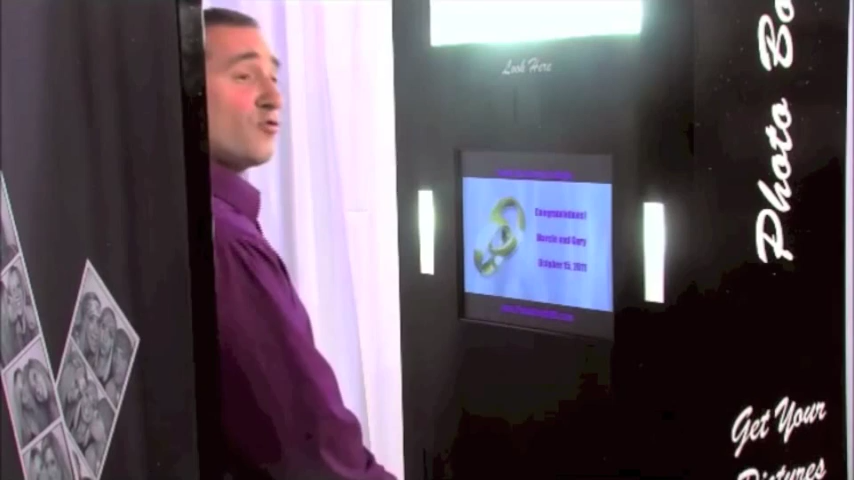 Look Here
Congratulations!
Marcie and Gary
October 15, 2011
Photo Bo
Get Your
Pictures